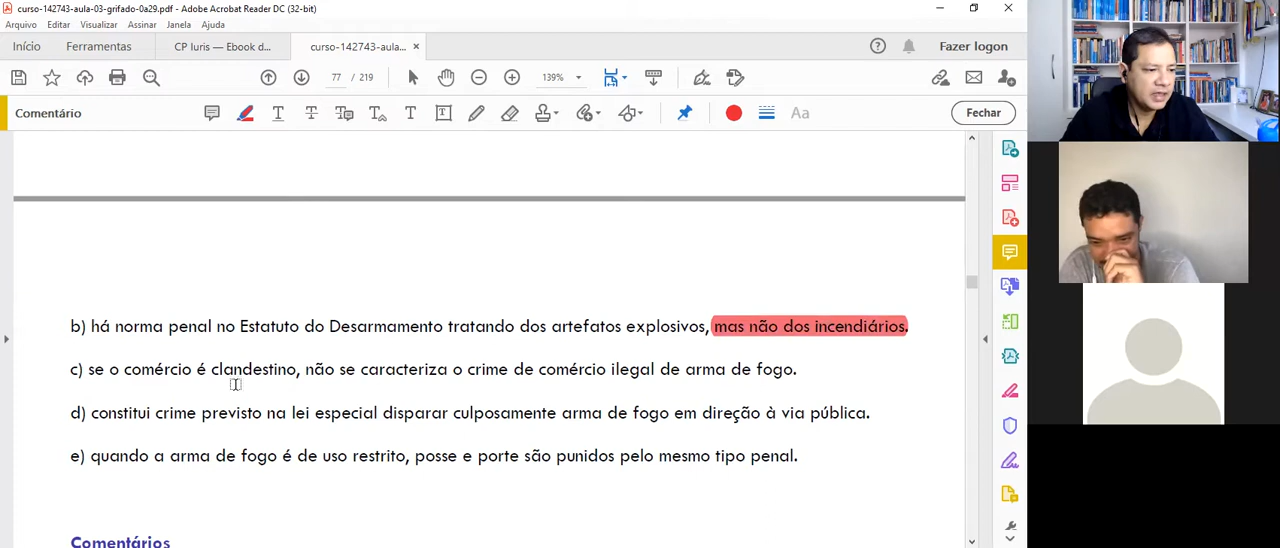 curso-142743-aula-03-grifado-0a29.pdf - Adobe Acrobat Reader DC (32-bit)
Arquivo Editar Visualizar Assinar Janela Ajuda
Início Ferramentas CP Iuris — Ebook d... curso-142743-aula... × Fazer logon
77 / 219 139%
Comentário Aa Fechar
b) há norma penal no Estatuto do Desarmamento tratando dos artefatos explosivos, mas não dos incendiários.
c) se o comércio é clandestino, não se caracteriza o crime de comércio ilegal de arma de fogo.
d) constitui crime previsto na lei especial disparar culposamente arma de fogo em direção à via pública.
e) quando a arma de fogo é de uso restrito, posse e porte são punidos pelo mesmo tipo penal.
Comentários